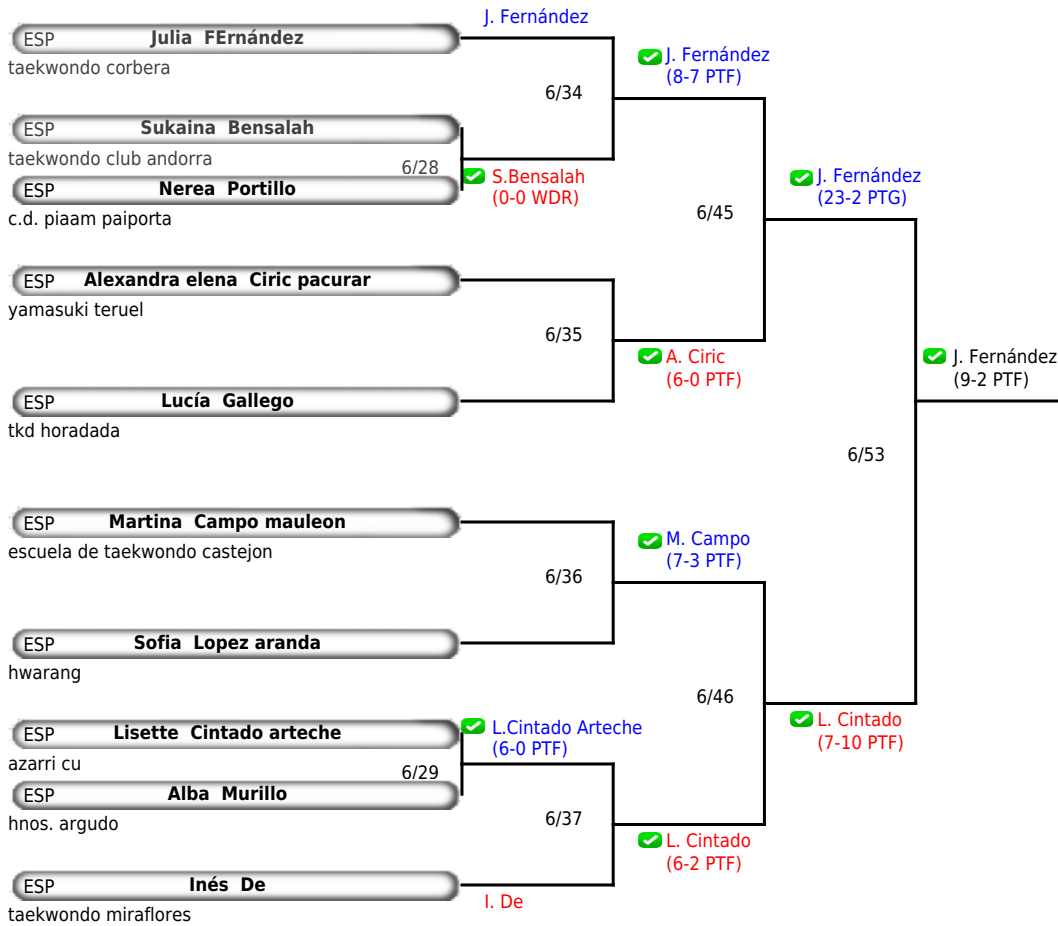 J. Fernández
ESP Julia FErnández
taekwondo corbera
J. Fernández
(8-7 PTF)
6/34
ESP Sukaina Bensalah
taekwondo club andorra
6/28
S.Bensalah
(0-0 WDR)
ESP Nerea Portillo
c.d. piaam paiporta
J. Fernández
(23-2 PTG)
6/45
ESP Alexandra elena Ciric pacurar
yamasuki teruel
6/35
A. Ciric
(6-0 PTF)
J. Fernández
(9-2 PTF)
ESP Lucía Gallego
tkd horadada
6/53
ESP Martina Campo mauleon
escuela de taekwondo castejon
M. Campo
(7-3 PTF)
6/36
ESP Sofia Lopez aranda
hwarang
6/46
L. Cintado
(7-10 PTF)
ESP Lisette Cintado arteche
azarri cu
L.Cintado Arteche
(6-0 PTF)
6/29
ESP Alba Murillo
hnos. argudo
6/37
L. Cintado
(6-2 PTF)
ESP Inés De
taekwondo miraflores
I. De